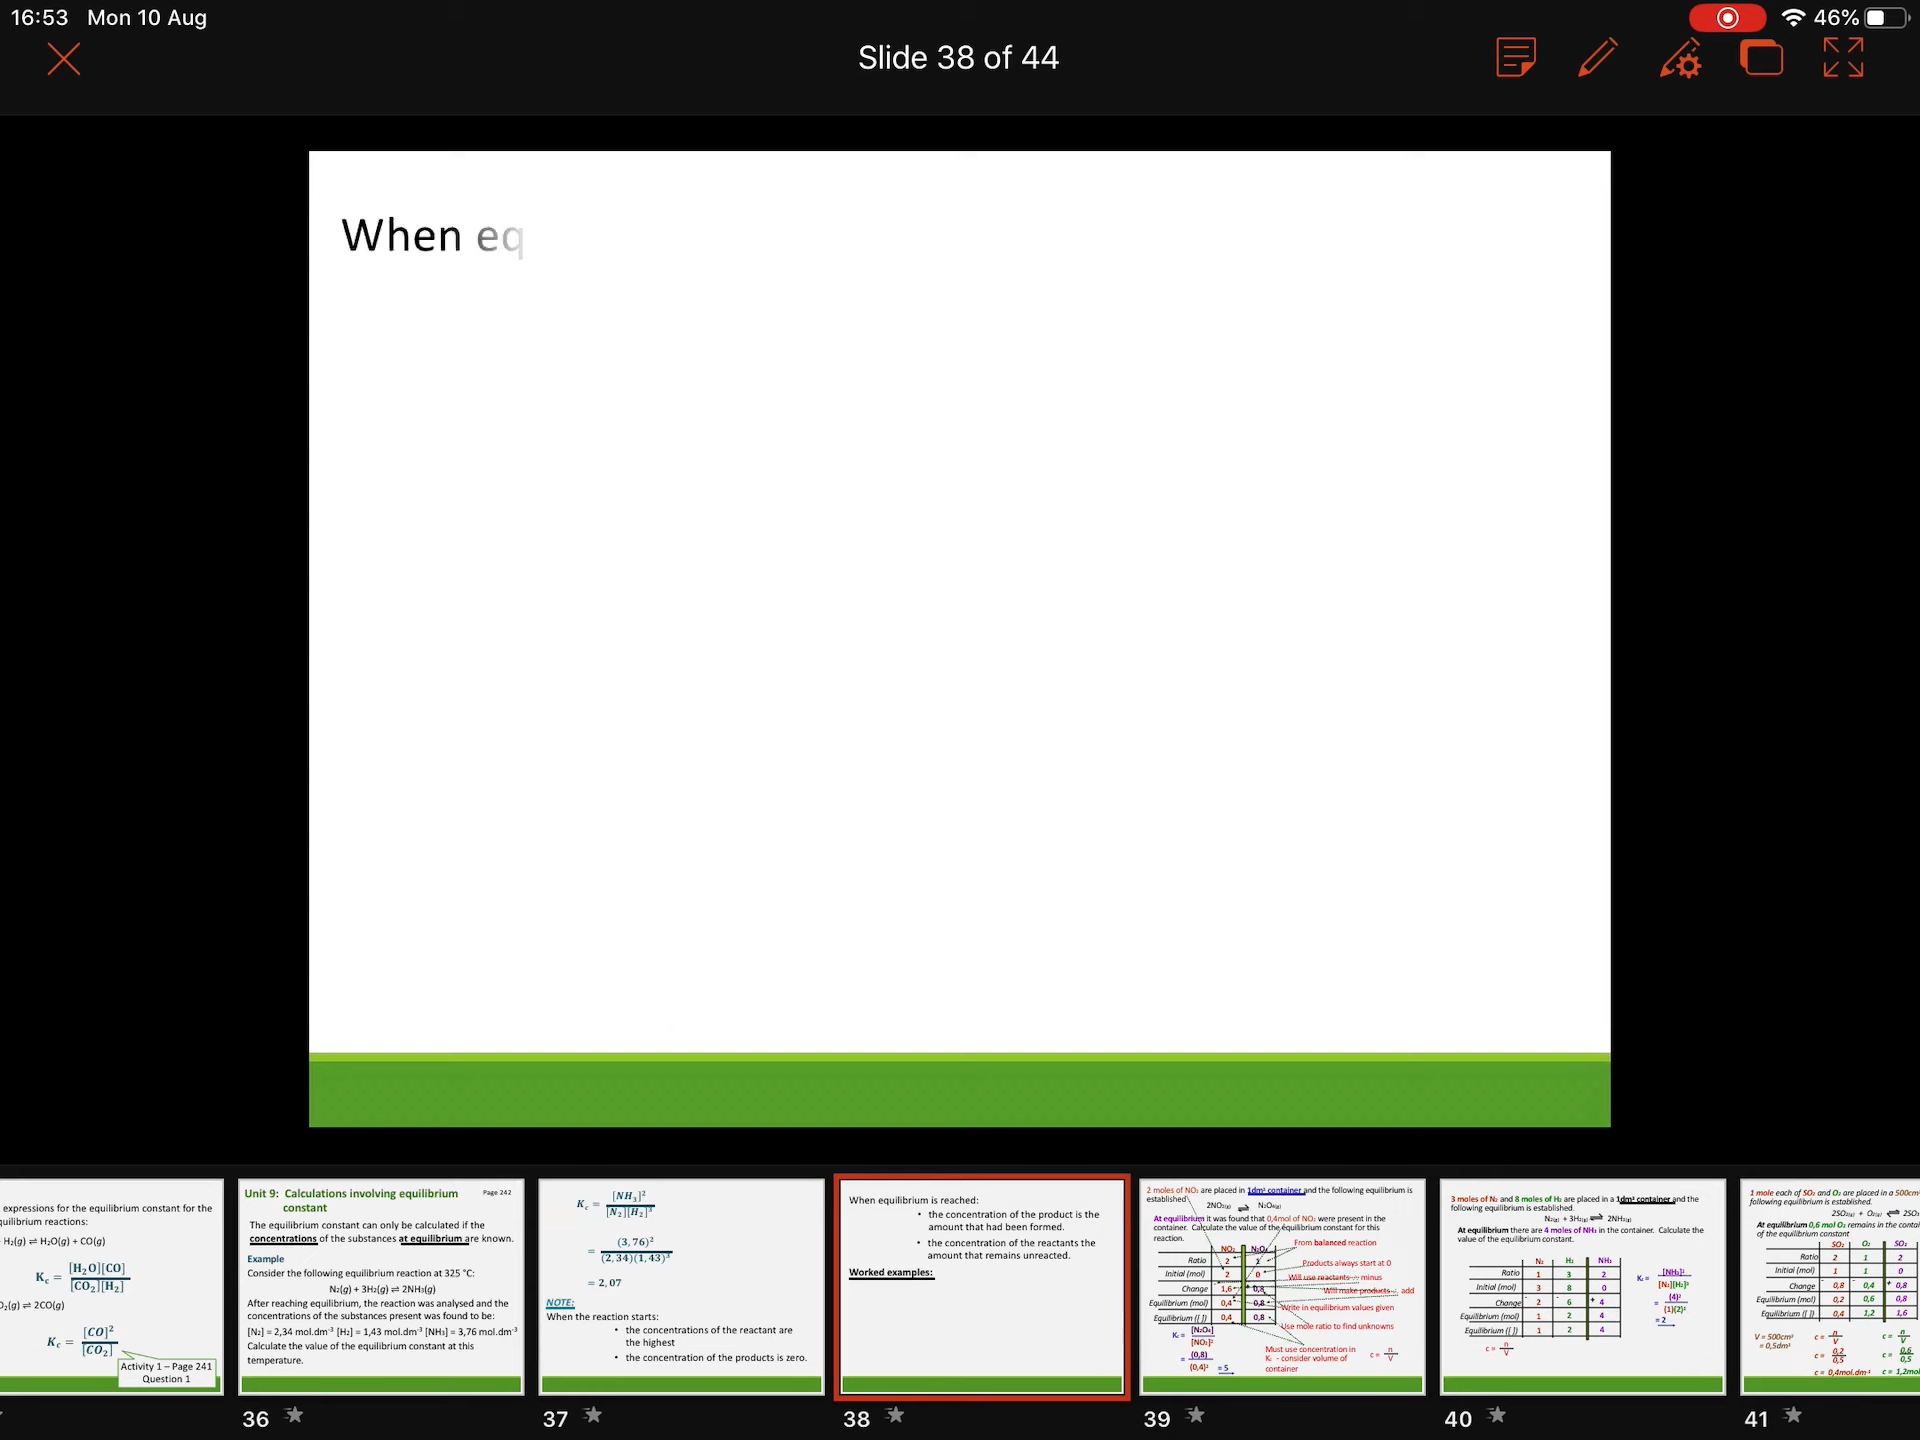 16:53 Mon 10 Aug
46%
Slide 38 of 44
When eq
expressions for the equilibrium constant for the
quilibrium reactions:
H₂(g) ⇌ H₂O(g) + CO(g)
K꜀ = [H₂O][CO] / [CO₂][H₂]
O₂(g) ⇌ 2CO(g)
K꜀ = [CO]² / [CO₂]
Activity 1 – Page 241
Question 1
Unit 9: Calculations involving equilibrium
constant
Page 242
The equilibrium constant can only be calculated if the
concentrations of the substances at equilibrium are known.
Example
Consider the following equilibrium reaction at 325 °C:
N₂(g) + 3H₂(g) ⇌ 2NH₃(g)
After reaching equilibrium, the reaction was analysed and the
concentrations of the substances present was found to be:
[N₂] = 2,34 mol.dm⁻³ [H₂] = 1,43 mol.dm⁻³ [NH₃] = 3,76 mol.dm⁻³
Calculate the value of the equilibrium constant at this
temperature.
36
K꜀ = [NH₃]² / [N₂][H₂]³
= (3,76)² / (2,34)(1,43)³
= 2,07
NOTE:
When the reaction starts:
• the concentrations of the reactant are
the highest
• the concentration of the products is zero.
37
When equilibrium is reached:
• the concentration of the product is the
amount that had been formed.
• the concentration of the reactants the
amount that remains unreacted.
Worked examples:
38
2 moles of NO₂ are placed in 1dm³ container and the following equilibrium is
established
2NO₂(g) ⇌ N₂O₄(g)
At equilibrium it was found that 0,4mol of NO₂ were present in the
container. Calculate the value of the equilibrium constant for this
reaction.
NO₂ N₂O₄
Ratio 2 1
Initial (mol) 2 0
Change - 1,6 + 0,8
Equilibrium (mol) 0,4 0,8
Equilibrium ([ ]) 0,4 0,8
From balanced reaction
Products always start at 0
Will use reactants ∴ minus
Will make products ∴ add
Write in equilibrium values given
Use mole ratio to find unknowns
Must use concentration in
K꜀ - consider volume of
container
c = n / V
K꜀ = [N₂O₄] / [NO₂]²
= (0,8) / (0,4)² = 5
39
3 moles of N₂ and 8 moles of H₂ are placed in a 1dm³ container and the
following equilibrium is established.
N₂(g) + 3H₂(g) ⇌ 2NH₃(g)
At equilibrium there are 4 moles of NH₃ in the container. Calculate the
value of the equilibrium constant.
N₂ H₂ NH₃
Ratio 1 3 2
Initial (mol) 3 8 0
Change - 2 - 6 + 4
Equilibrium (mol) 1 2 4
Equilibrium ([ ]) 1 2 4
c = n / V
K꜀ = [NH₃]² / [N₂][H₂]³
= (4)² / (1)(2)³
= 2
40
1 mole each of SO₂ and O₂ are placed in a 500cm
following equilibrium is established.
2SO₂(g) + O₂(g) ⇌ 2SO
At equilibrium 0,6 mol O₂ remains in the conta
of the equilibrium constant
SO₂ O₂ SO₃
Ratio 2 1 2
Initial (mol) 1 1 0
Change - 0,8 - 0,4 + 0,8
Equilibrium (mol) 0,2 0,6 0,8
Equilibrium ([ ]) 0,4 1,2 1,6
V = 500cm³
= 0,5dm³
c = n / V
c = 0,2 / 0,5
c = 0,4mol.dm⁻³
c = n / V
c = 0,6 / 0,5
c = 1,2mol
41